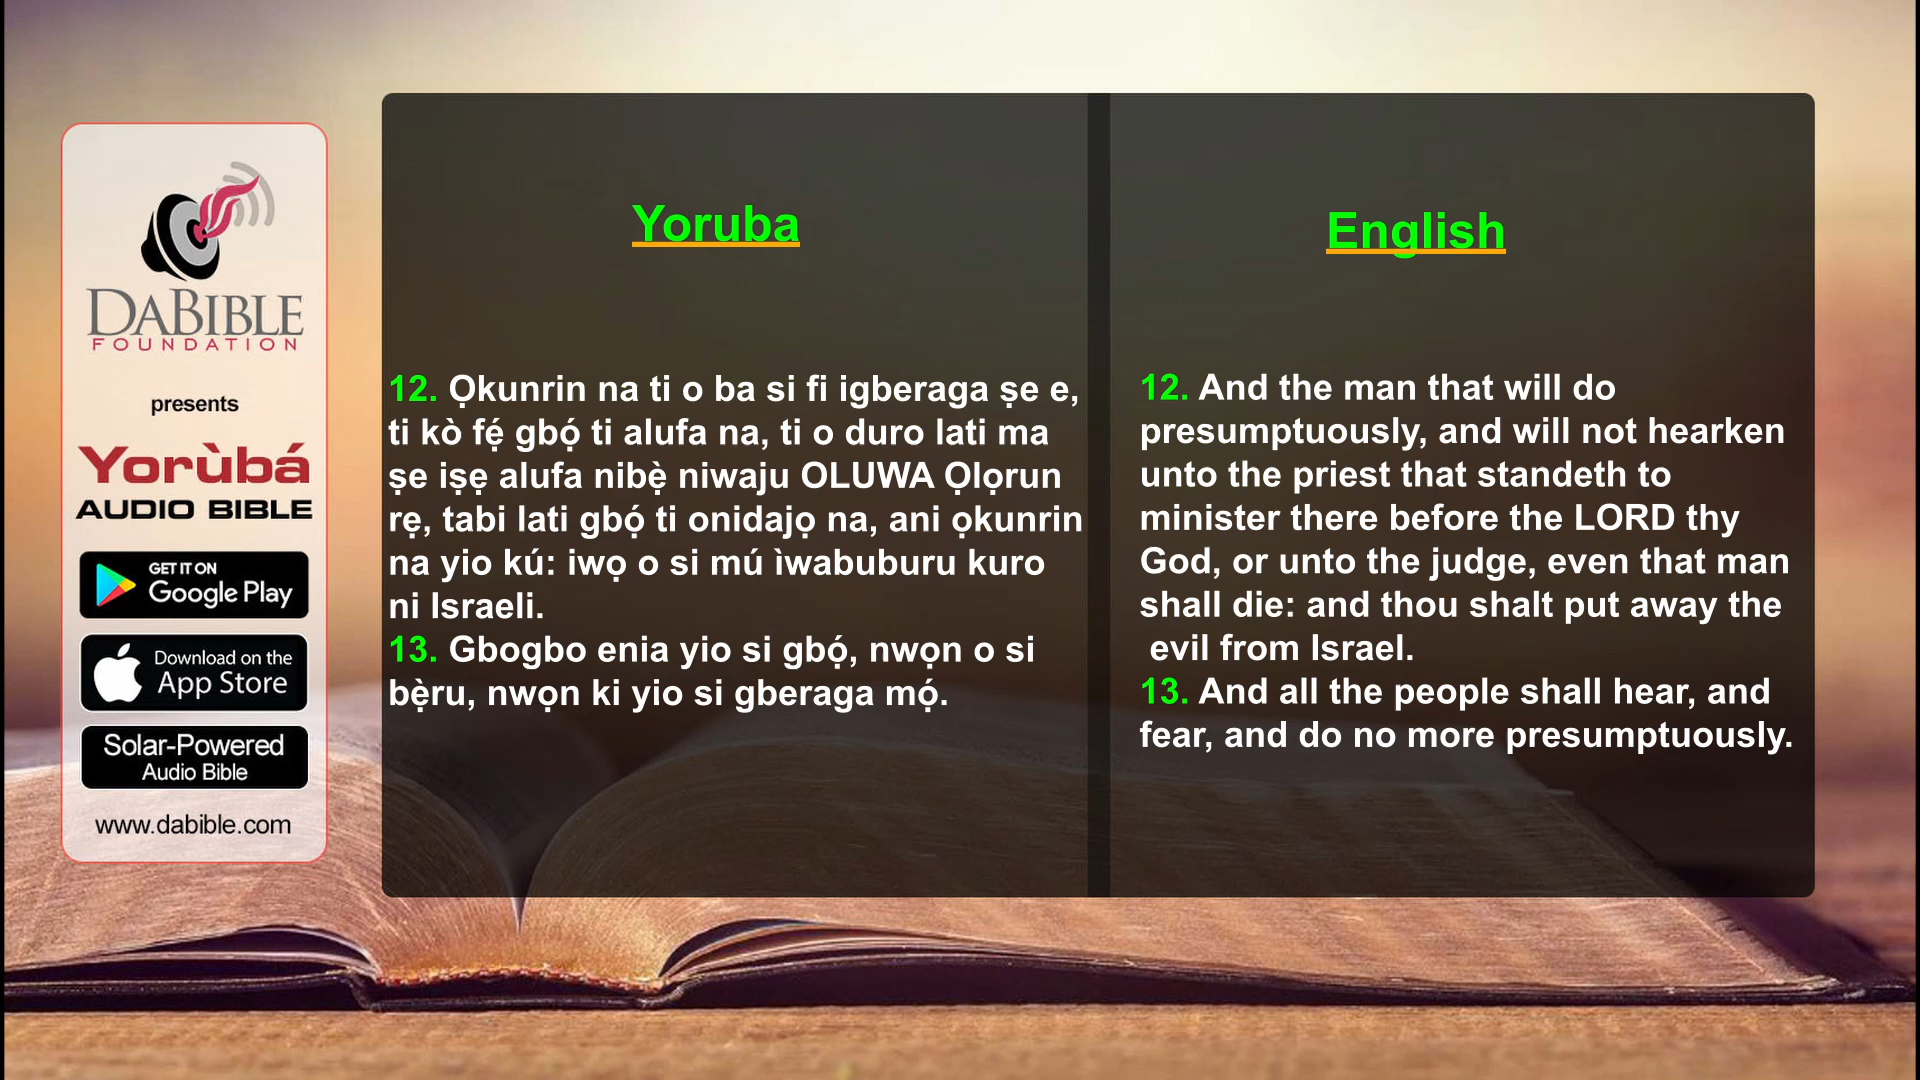 DABIBLE
FOUNDATION
presents
Yorùbá
AUDIO BIBLE
GET IT ON
Google Play
Download on the
App Store
Solar-Powered
Audio Bible
www.dabible.com
Yoruba
12. Ọkunrin na ti o ba si fi igberaga ṣe e,
ti kò fẹ́ gbọ́ ti alufa na, ti o duro lati ma
ṣe iṣẹ alufa nibẹ̀ niwaju OLUWA Ọlọrun
rẹ, tabi lati gbọ́ ti onidajọ na, ani ọkunrin
na yio kú: iwọ o si mú ìwabuburu kuro
ni Israeli.
13. Gbogbo enia yio si gbọ́, nwọn o si
bẹ̀ru, nwọn ki yio si gberaga mọ́.
English
12. And the man that will do
presumptuously, and will not hearken
unto the priest that standeth to
minister there before the LORD thy
God, or unto the judge, even that man
shall die: and thou shalt put away the
evil from Israel.
13. And all the people shall hear, and
fear, and do no more presumptuously.